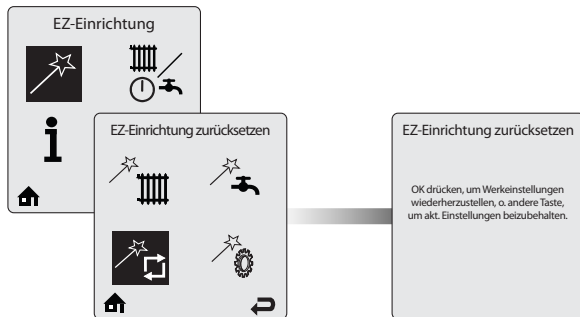 EZ-Einrichtung
EZ-Einrichtung zurücksetzen
EZ-Einrichtung zurücksetzen
OK drücken, um Werkeinstellungen
wiederherzustellen, o. andere Taste,
um akt. Einstellungen beizubehalten.